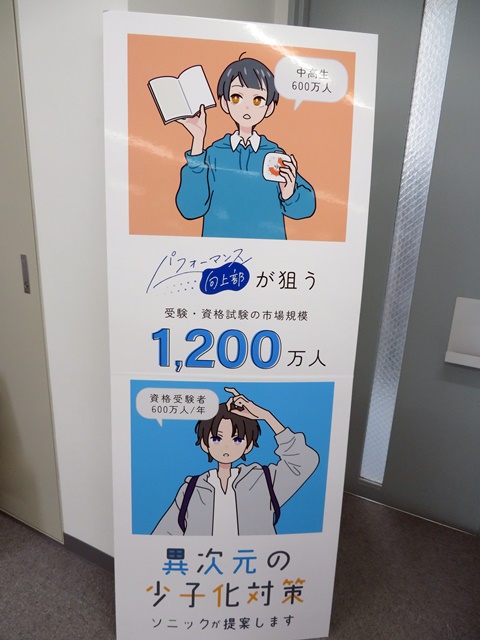 中高生
600万人
パフォーマンス
向上部が狙う
受験・資格試験の市場規模
1,200万人
資格受験者
600万人/年
異次元の
少子化対策
ソニックが提案します